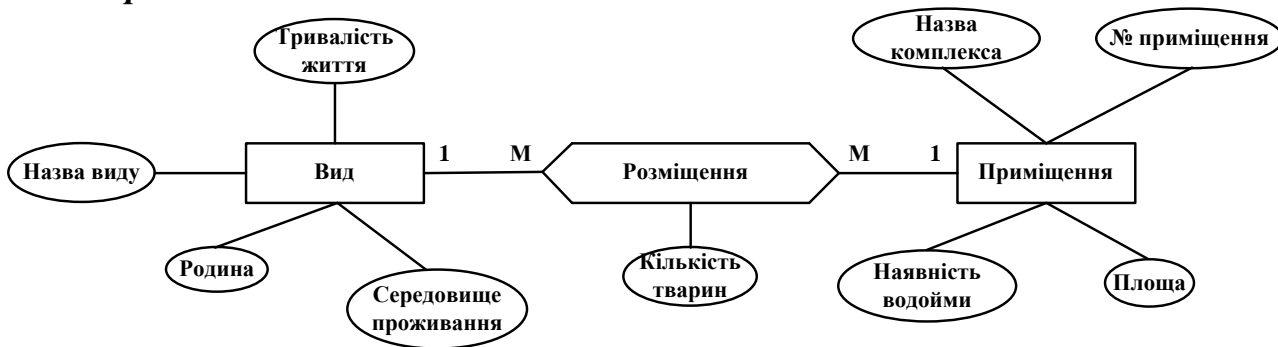 Тривалість
життя
Назва
комплекса
№ приміщення
Назва виду
Вид
1
М
Розміщення
М
1
Приміщення
Родина
Середовище
проживання
Кількість
тварин
Наявність
водойми
Площа